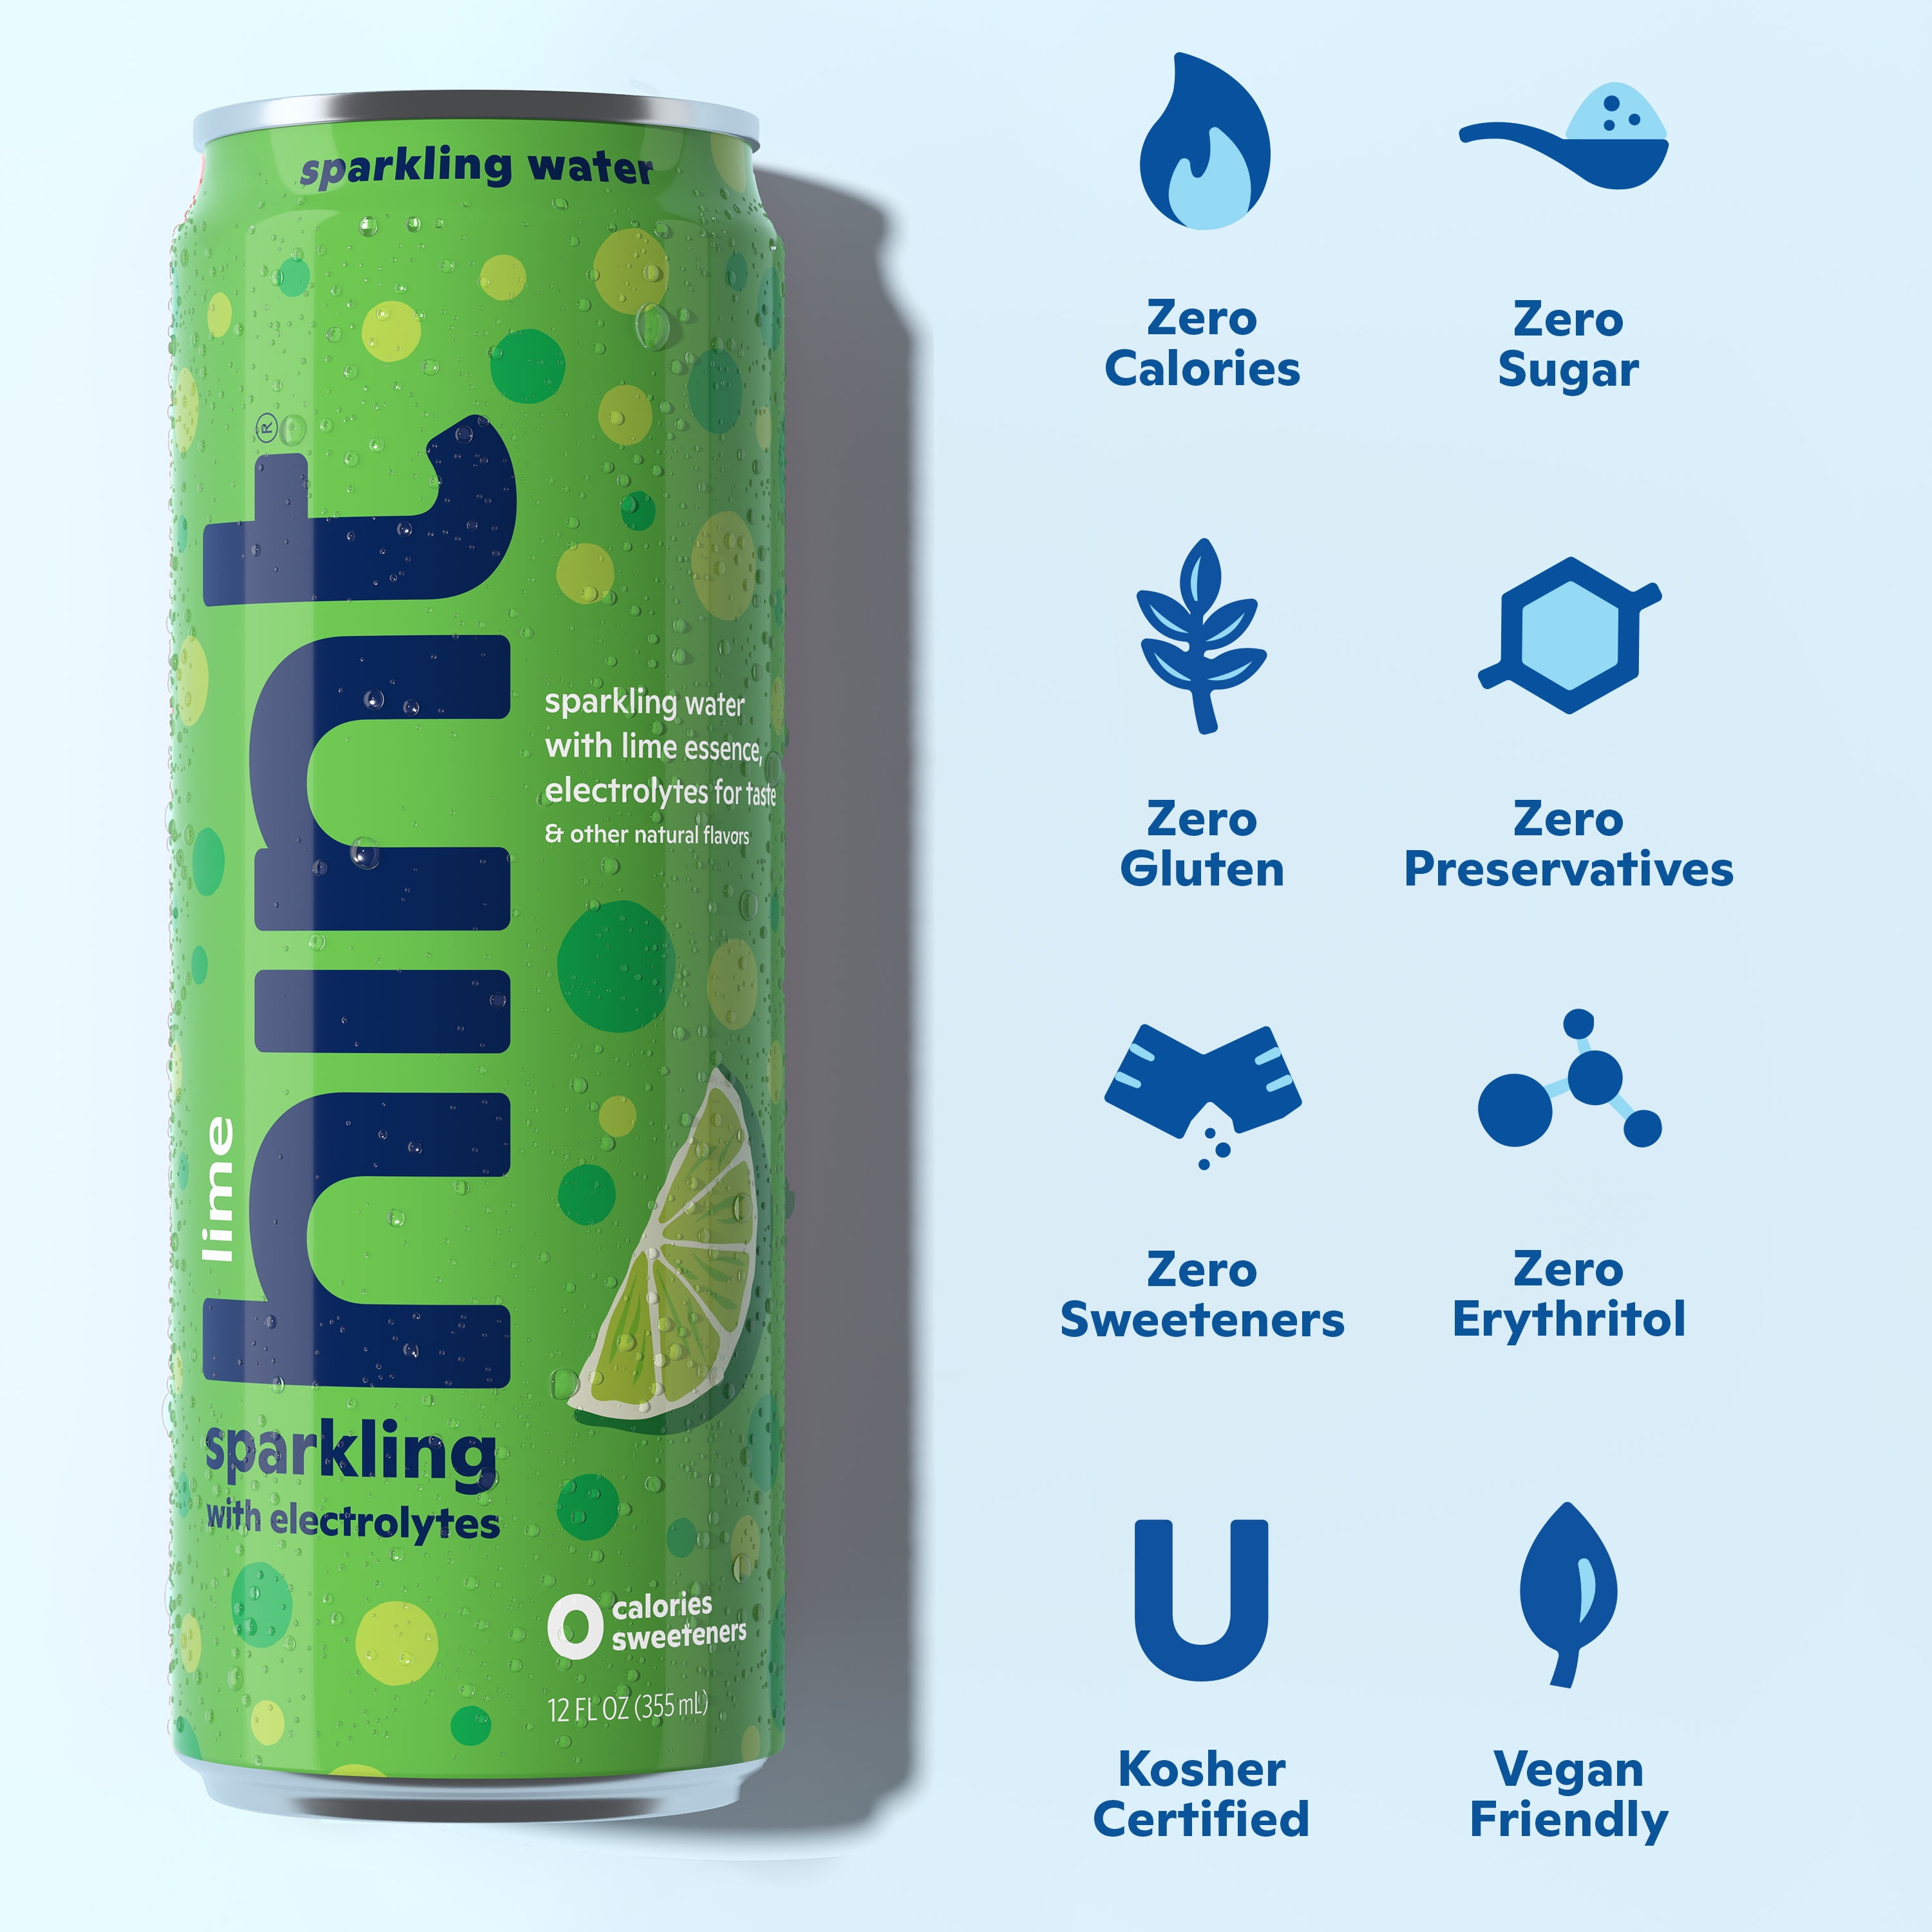 sparkling water
hint®
lime
sparkling water
with lime essence,
electrolytes for taste
& other natural flavors
sparkling
with electrolytes
0 calories
sweeteners
12 FL OZ (355 mL)
Zero
Calories
Zero
Sugar
Zero
Gluten
Zero
Preservatives
Zero
Sweeteners
Zero
Erythritol
U
Kosher
Certified
Vegan
Friendly